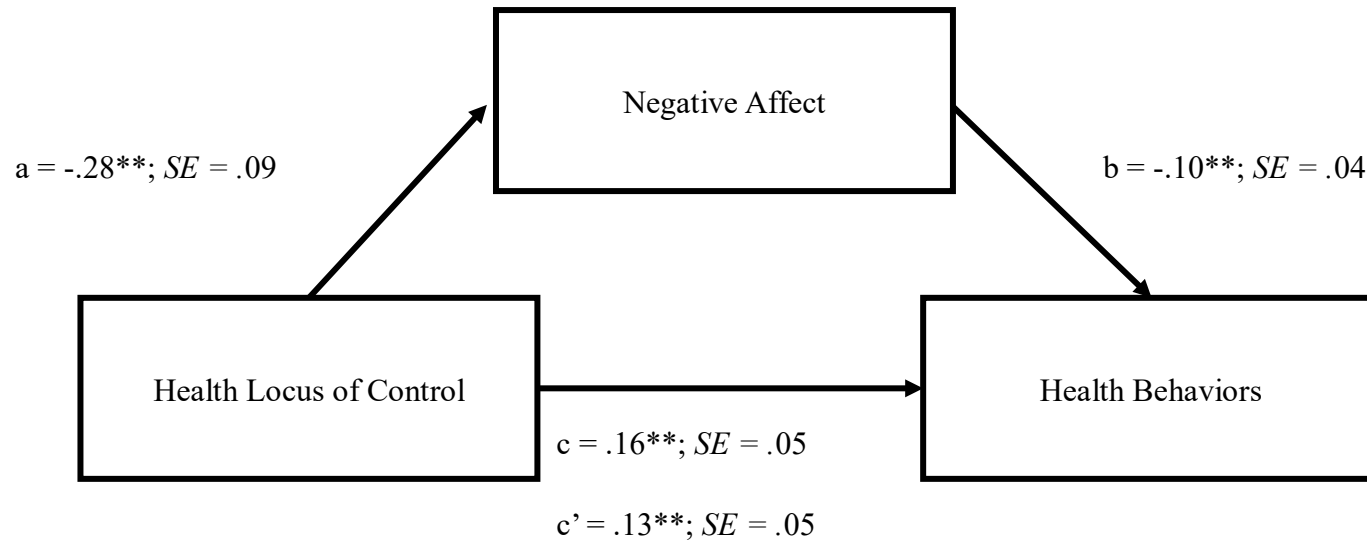 Negative Affect
a = -.28**; SE = .09
b = -.10**; SE = .04
Health Locus of Control
Health Behaviors
c = .16**; SE = .05
c’ = .13**; SE = .05